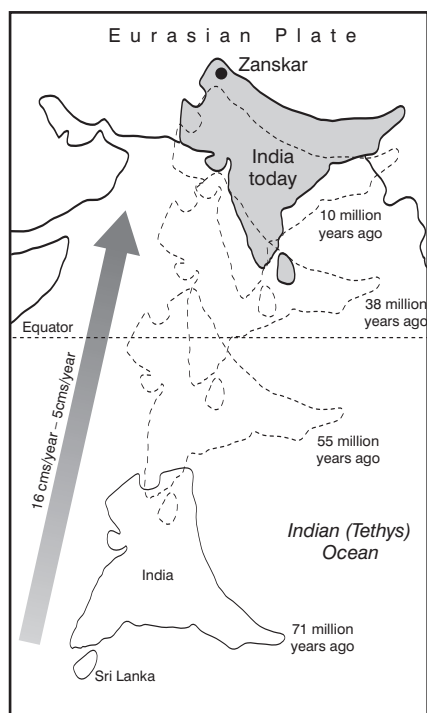 Eurasian Plate
Zanskar
India
today
10 million
years ago
38 million
years ago
Equator
16 cms/year – 5cms/year
55 million
years ago
Indian (Tethys)
Ocean
India
71 million
years ago
Sri Lanka